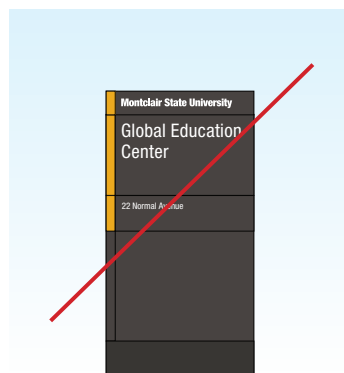 Montclair State University
Global Education
Center
22 Normal Avenue